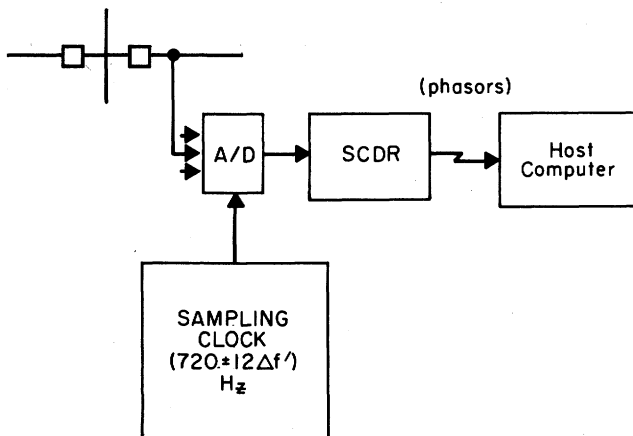 (phasors)
A/D
SCDR
Host
Computer
SAMPLING
CLOCK
(720.±12Δf′)
Hz